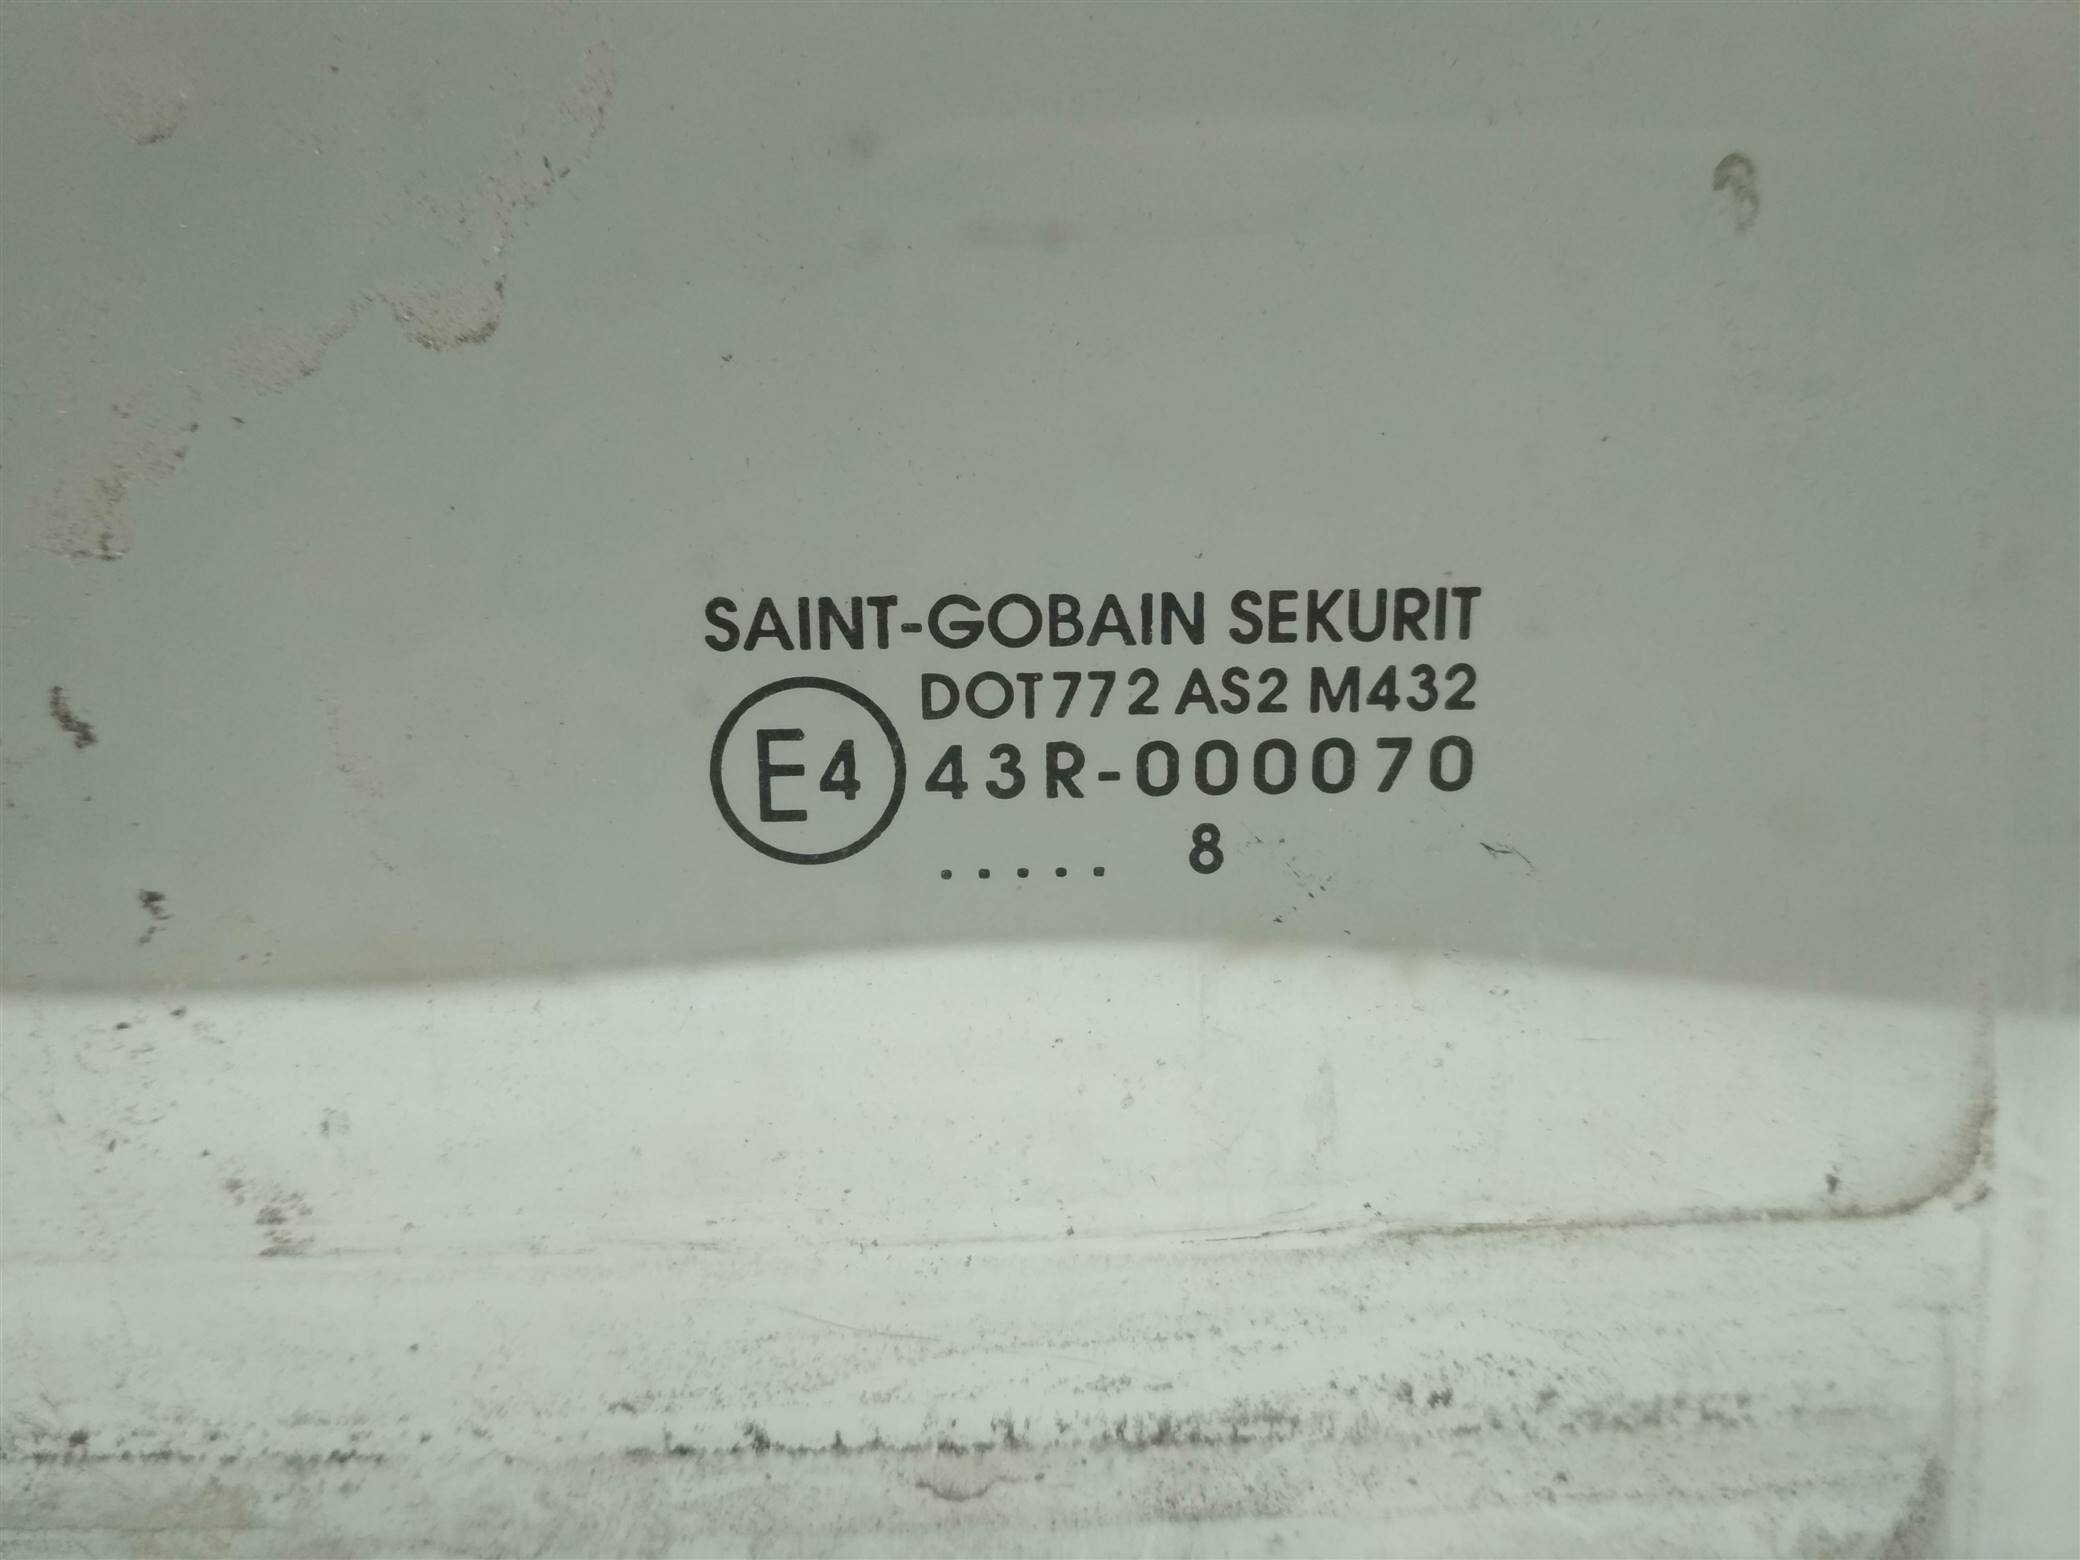 SAINT-GOBAIN SEKURIT
DOT772 AS2 M432
E4 43R-000070
..... 8